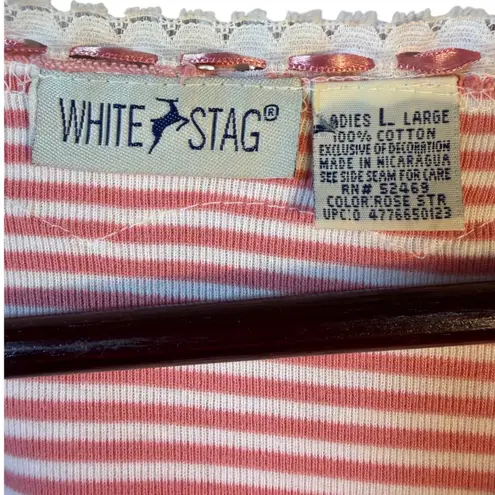 WHITE STAG®
LADIES L LARGE
100% COTTON
EXCLUSIVE OF DECORATION
MADE IN NICARAGUA
SEE SIDE SEAM FOR CARE
RN# 52469
COLOR:ROSE STR
UPC:0 4776650123